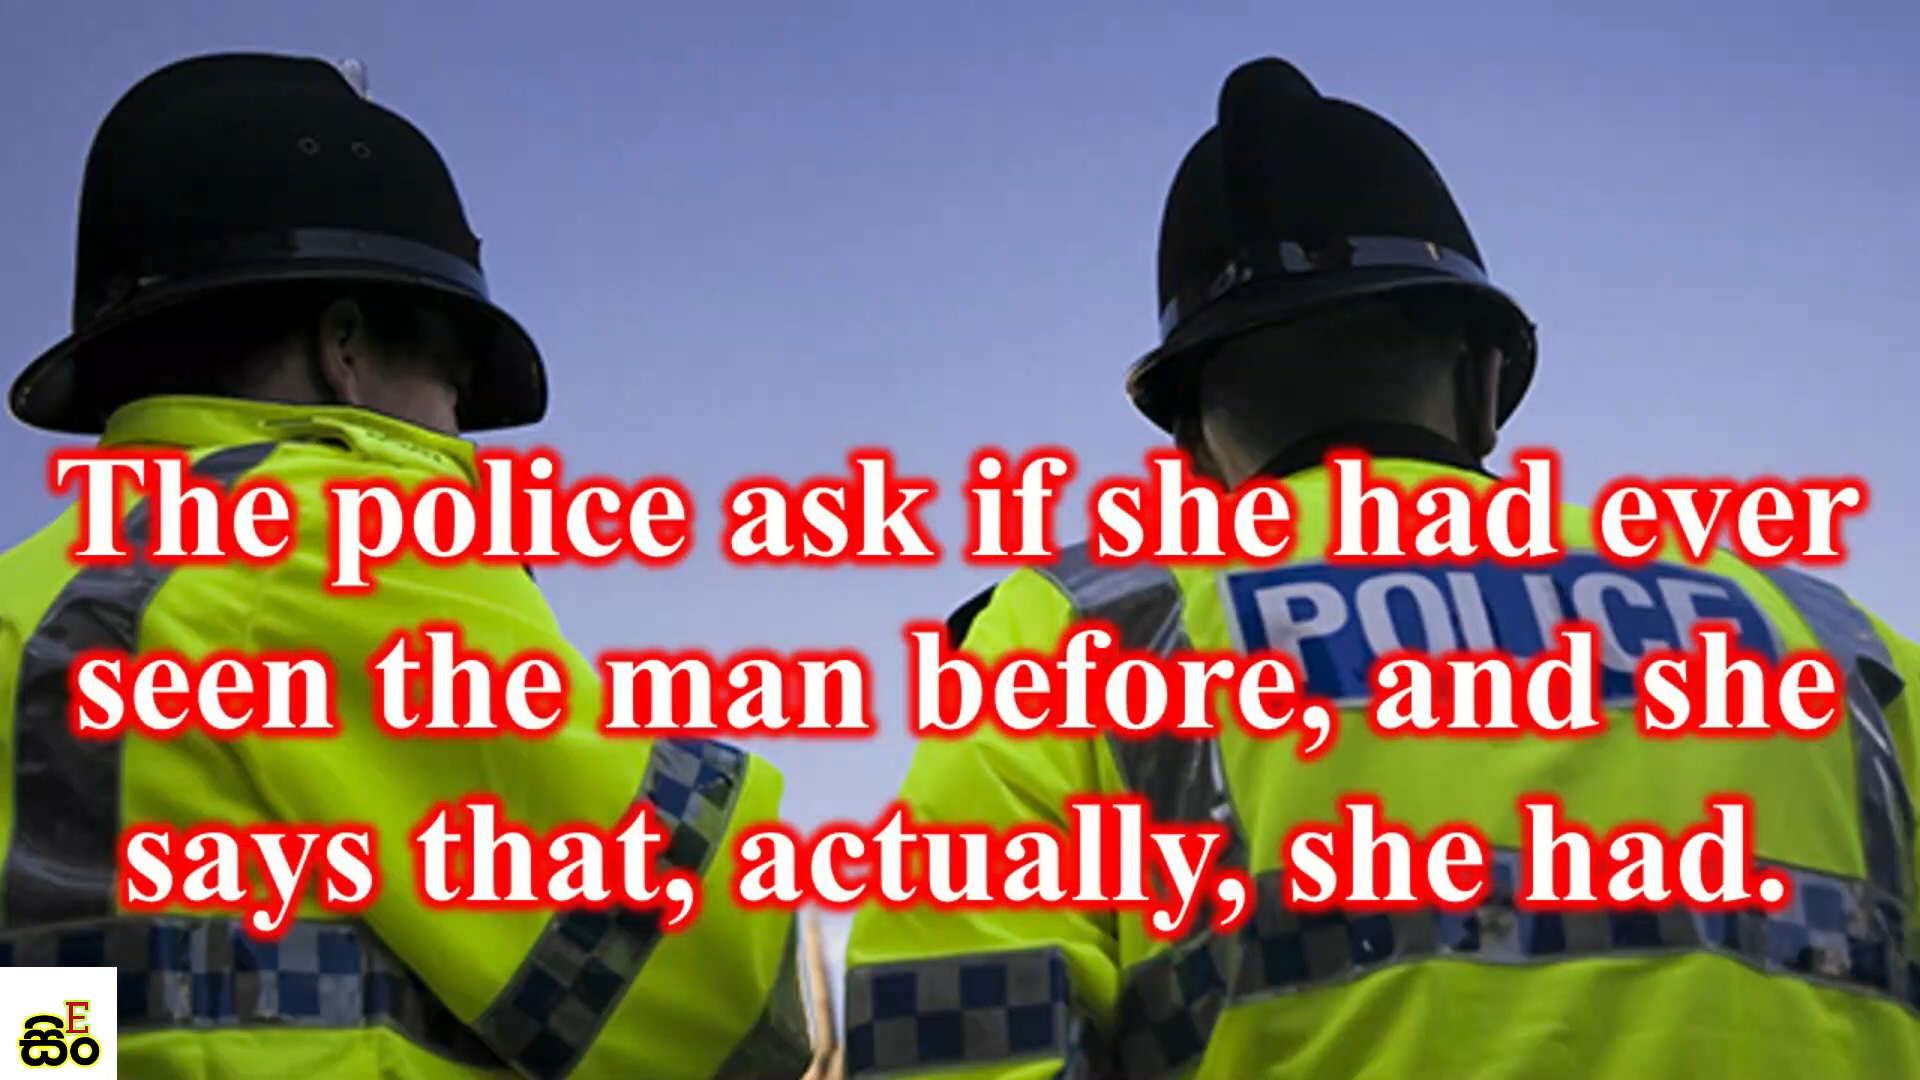 The police ask if she had ever
POLICE
seen the man before, and she
says that, actually, she had.
E
සිං